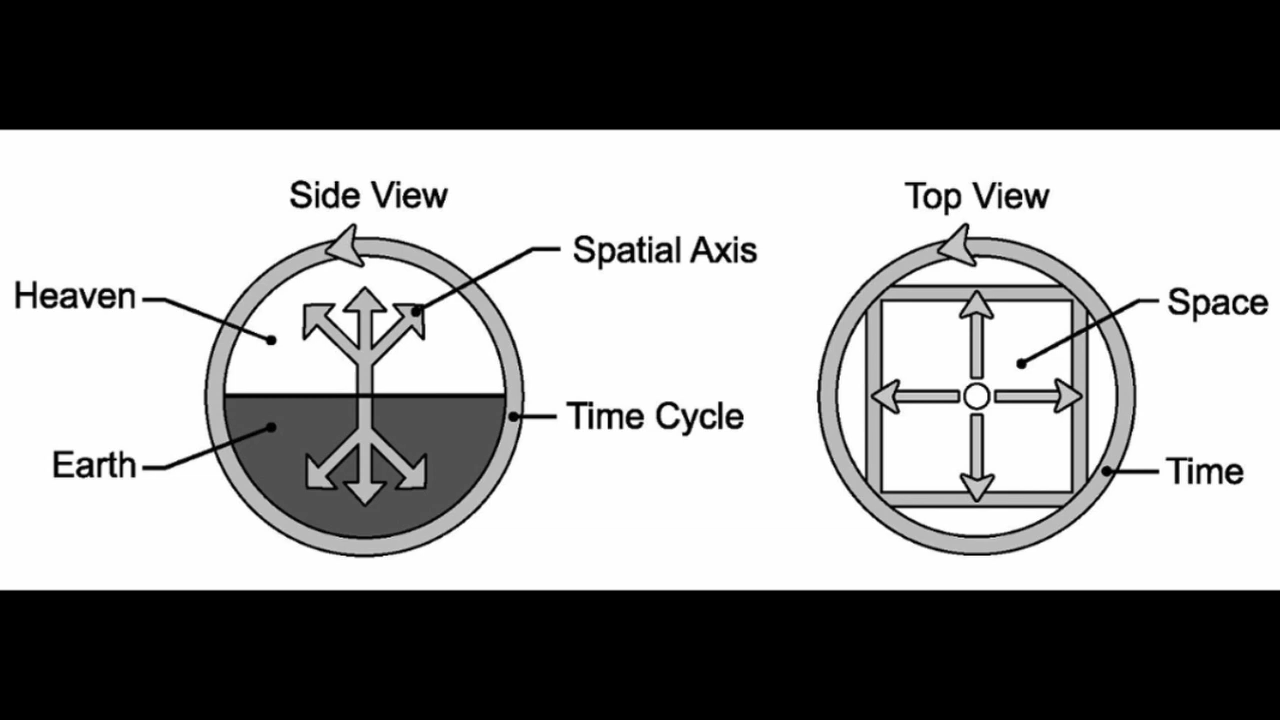 Side View
Spatial Axis
Heaven
Time Cycle
Earth
Top View
Space
Time